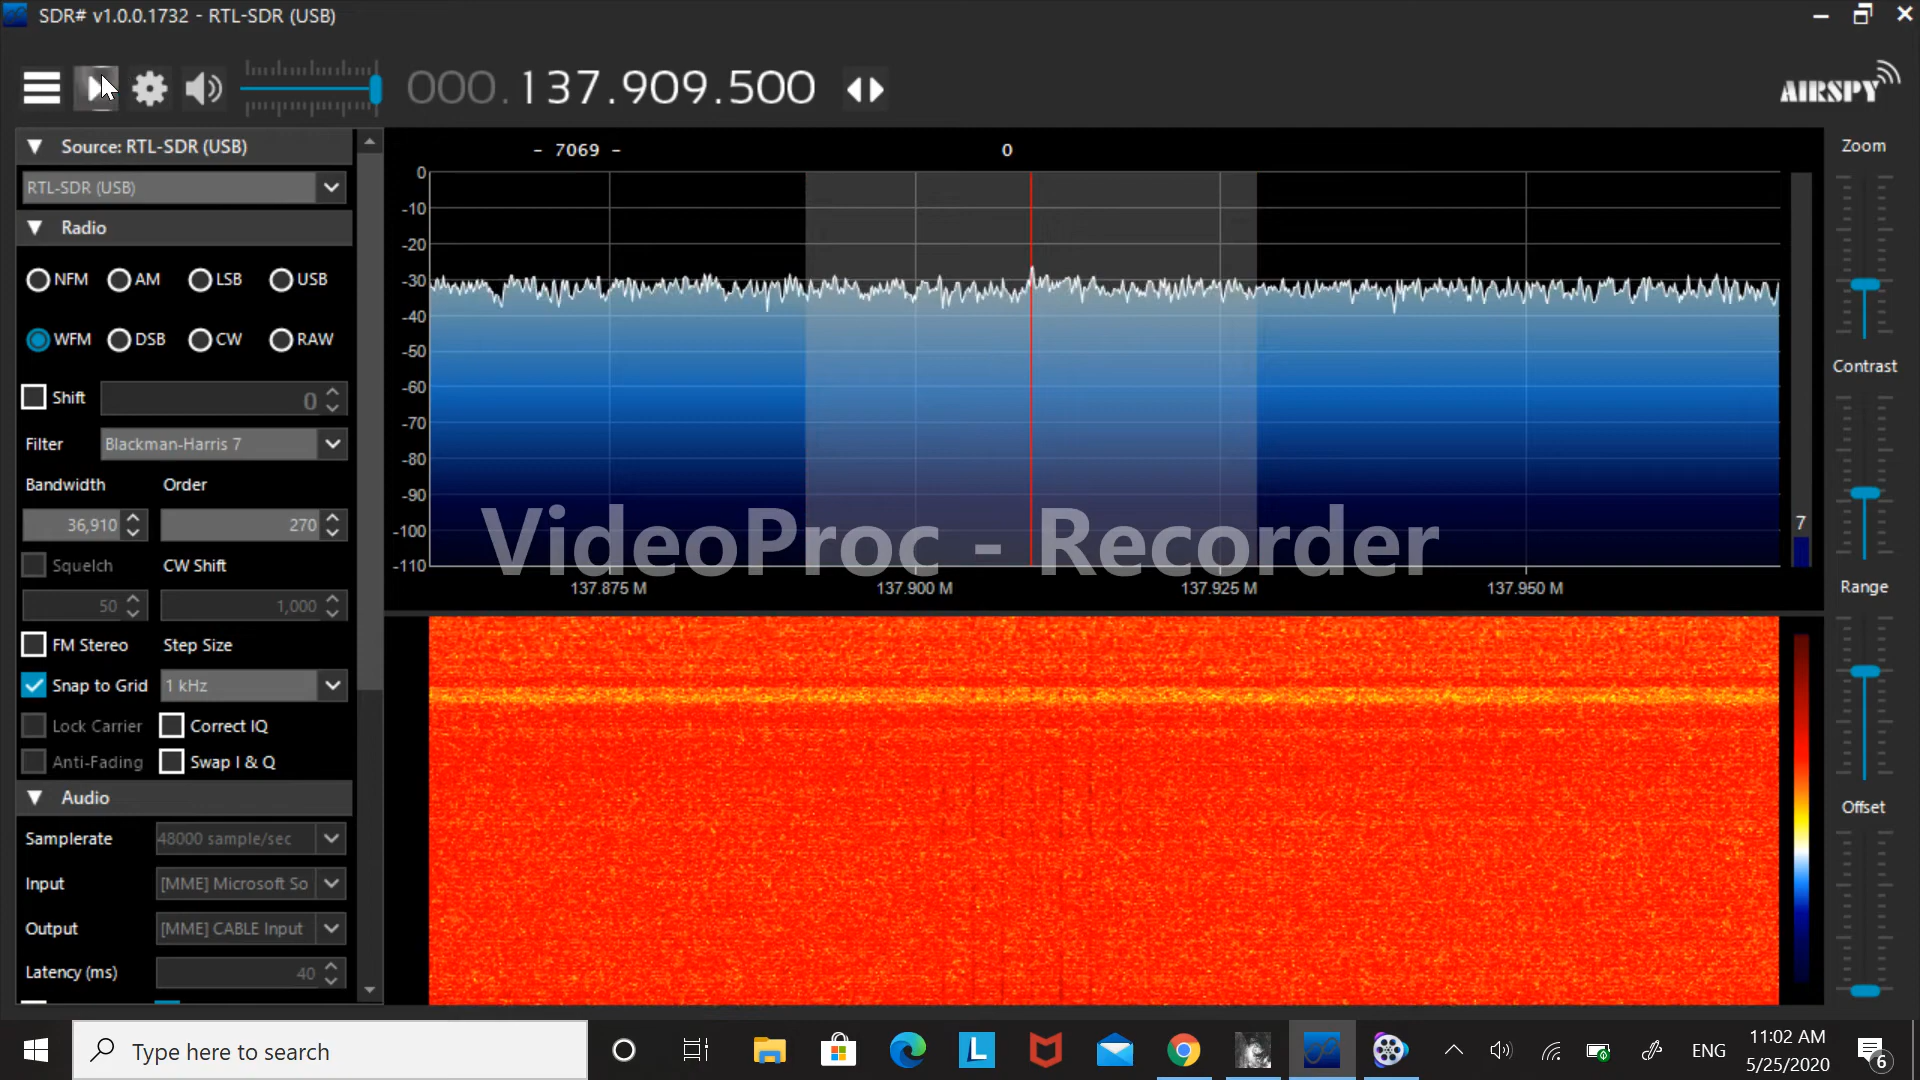 SDR# v1.0.0.1732 - RTL-SDR (USB)
000.137.909.500
AIRSPY
Source: RTL-SDR (USB)
RTL-SDR (USB)
Radio
NFM AM LSB USB
WFM DSB CW RAW
Shift 0
Filter Blackman-Harris 7
Bandwidth Order
36,910 270
Squelch CW Shift
50 1,000
FM Stereo Step Size
Snap to Grid 1 kHz
Lock Carrier Correct IQ
Anti-Fading Swap I & Q
Audio
Samplerate 48000 sample/sec
Input [MME] Microsoft So
Output [MME] CABLE Input
Latency (ms) 40
- 7069 - 0
0
-10
-20
-30
-40
-50
-60
-70
-80
-90
-100
-110
137.875 M 137.900 M 137.925 M 137.950 M
7
VideoProc - Recorder
Zoom
Contrast
Range
Offset
Type here to search
L
ENG
11:02 AM
5/25/2020
6